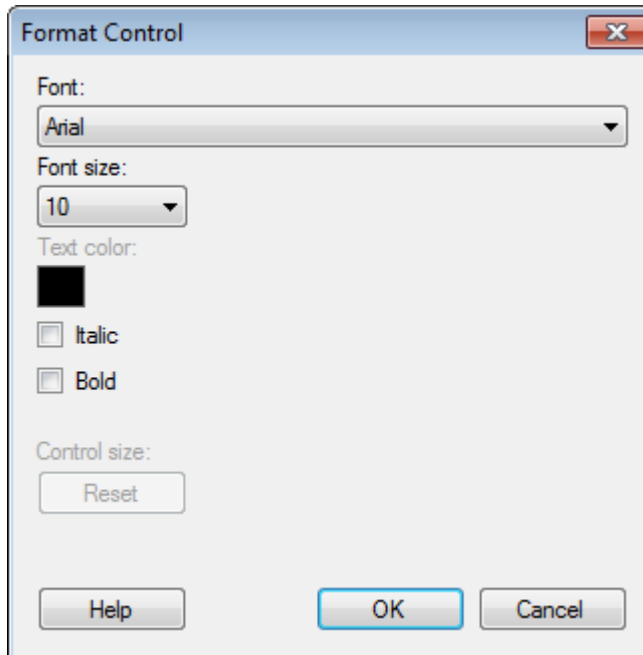 Format Control
Font:
Arial
Font size:
10
Text color:
Italic
Bold
Control size:
Reset
Help OK Cancel